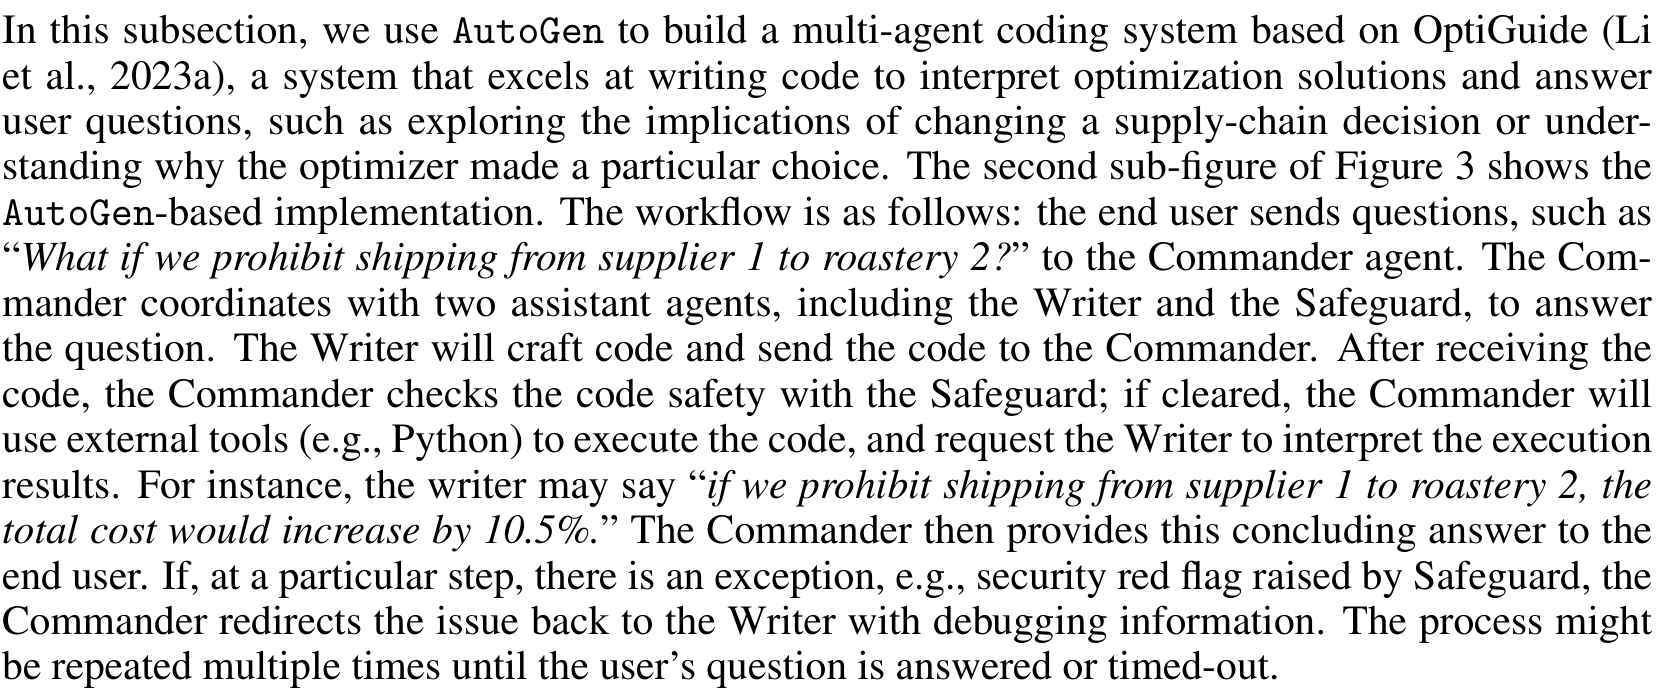 In this subsection, we use AutoGen to build a multi-agent coding system based on OptiGuide (Li
et al., 2023a), a system that excels at writing code to interpret optimization solutions and answer
user questions, such as exploring the implications of changing a supply-chain decision or under-
standing why the optimizer made a particular choice. The second sub-figure of Figure 3 shows the
AutoGen-based implementation. The workflow is as follows: the end user sends questions, such as
“What if we prohibit shipping from supplier 1 to roastery 2?” to the Commander agent. The Com-
mander coordinates with two assistant agents, including the Writer and the Safeguard, to answer
the question. The Writer will craft code and send the code to the Commander. After receiving the
code, the Commander checks the code safety with the Safeguard; if cleared, the Commander will
use external tools (e.g., Python) to execute the code, and request the Writer to interpret the execution
results. For instance, the writer may say “if we prohibit shipping from supplier 1 to roastery 2, the
total cost would increase by 10.5%.” The Commander then provides this concluding answer to the
end user. If, at a particular step, there is an exception, e.g., security red flag raised by Safeguard, the
Commander redirects the issue back to the Writer with debugging information. The process might
be repeated multiple times until the user’s question is answered or timed-out.